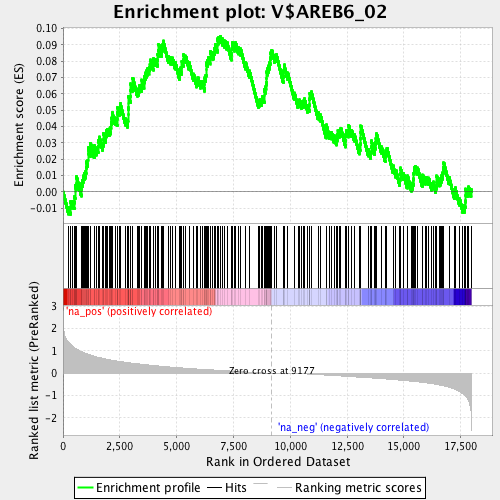 Enrichment plot: V$AREB6_02
Enrichment score (ES)
0.10
0.09
0.08
0.07
0.06
0.05
0.04
0.03
0.02
0.01
0.00
-0.01
'na_pos' (positively correlated)
Ranked list metric (PreRanked)
3
2
1
0
-1
-2
Zero cross at 9177
'na_neg' (negatively correlated)
0
2,500
5,000
7,500
10,000
12,500
15,000
17,500
Rank in Ordered Dataset
Enrichment profile
Hits
Ranking metric scores